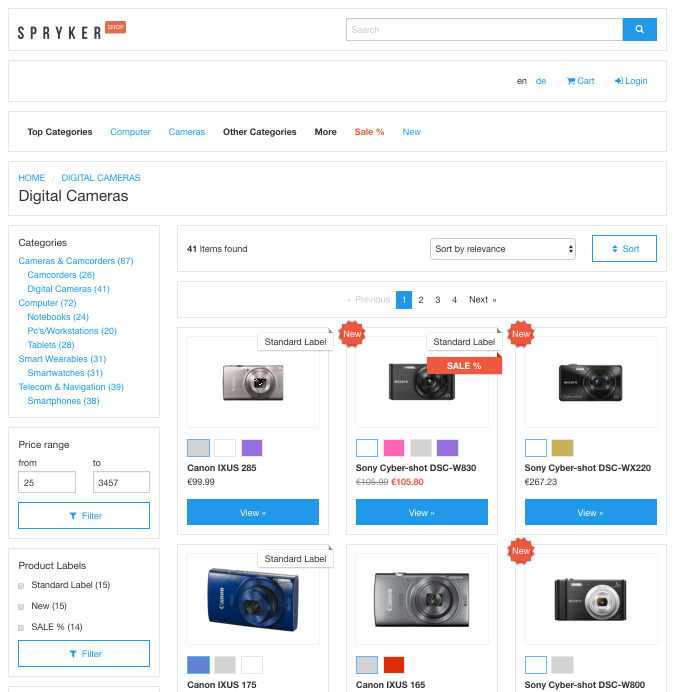 SPRYKER SHOP
Search
en de Cart Login
Top Categories Computer Cameras Other Categories More Sale % New
HOME / DIGITAL CAMERAS
Digital Cameras
Categories
Cameras & Camcorders (67)
Camcorders (26)
Digital Cameras (41)
Computer (72)
Notebooks (24)
Pc's/Workstations (20)
Tablets (28)
Smart Wearables (31)
Smartwatches (31)
Telecom & Navigation (39)
Smartphones (38)
Price range
from to
25 3457
Filter
Product Labels
Standard Label (15)
New (15)
SALE % (14)
Filter
41 Items found Sort by relevance Sort
« Previous 1 2 3 4 Next »
Standard Label
Canon IXUS 285
€99.99
View »
New
Standard Label
SALE %
SONY
Sony Cyber-shot DSC-W830
€105.99 €105.80
View »
New
SONY
Sony Cyber-shot DSC-WX220
€267.23
View »
Standard Label
Canon
Canon IXUS 175
Canon
Canon IXUS 165
New
SONY
Sony Cyber-shot DSC-W800